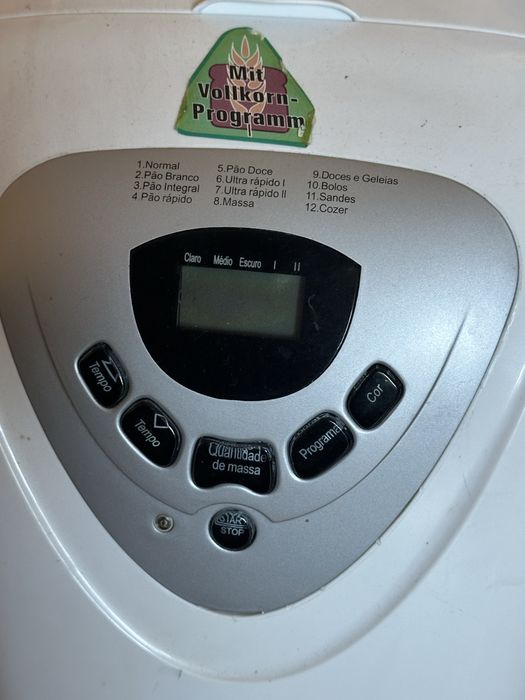 Mit
Vollkorn-
Programm
1.Normal
2.Pão Branco
3.Pão Integral
4 Pão rápido
5.Pão Doce
6.Ultra rápido I
7.Ultra rápido II
8.Massa
9.Doces e Geleias
10.Bolos
11.Sandes
12.Cozer
Claro Médio Escuro I II
Tempo
Tempo
Quantidade
de massa
Programa
Cor
START
STOP